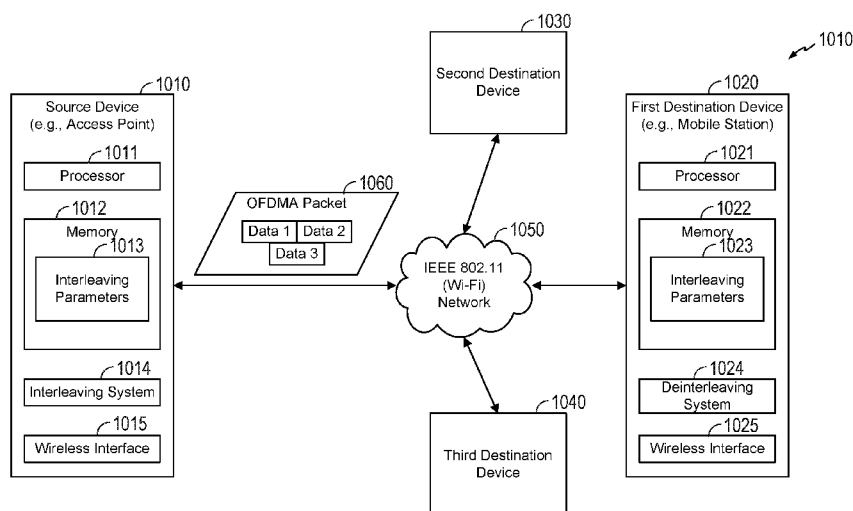 1010
Source Device
(e.g., Access Point)
1011
Processor
1012
Memory
1013
Interleaving
Parameters
1014
Interleaving System
1015
Wireless Interface
1060
OFDMA Packet
Data 1
Data 2
Data 3
1030
Second Destination
Device
1050
IEEE 802.11
(Wi-Fi)
Network
1040
Third Destination
Device
1010
1020
First Destination Device
(e.g., Mobile Station)
1021
Processor
1022
Memory
1023
Interleaving
Parameters
1024
Deinterleaving
System
1025
Wireless Interface